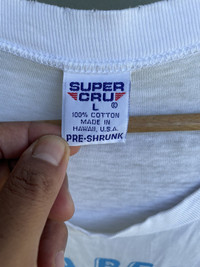 SUPER
CRU ®
L
100% COTTON
MADE IN
HAWAII, U.S.A.
PRE-SHRUNK